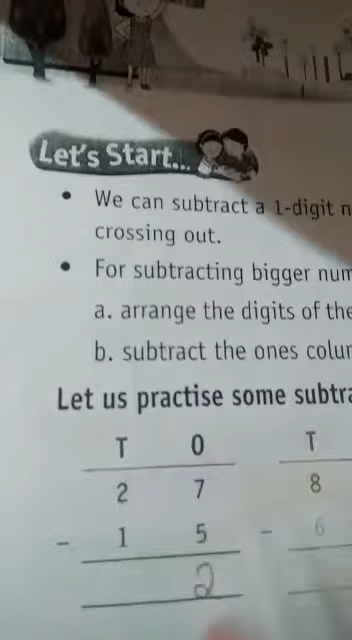 Let's Start...
• We can subtract a 1-digit n
crossing out.
• For subtracting bigger num
a. arrange the digits of the
b. subtract the ones colum
Let us practise some subtra
T O T
2 7 8
- 1 5 - 6
2